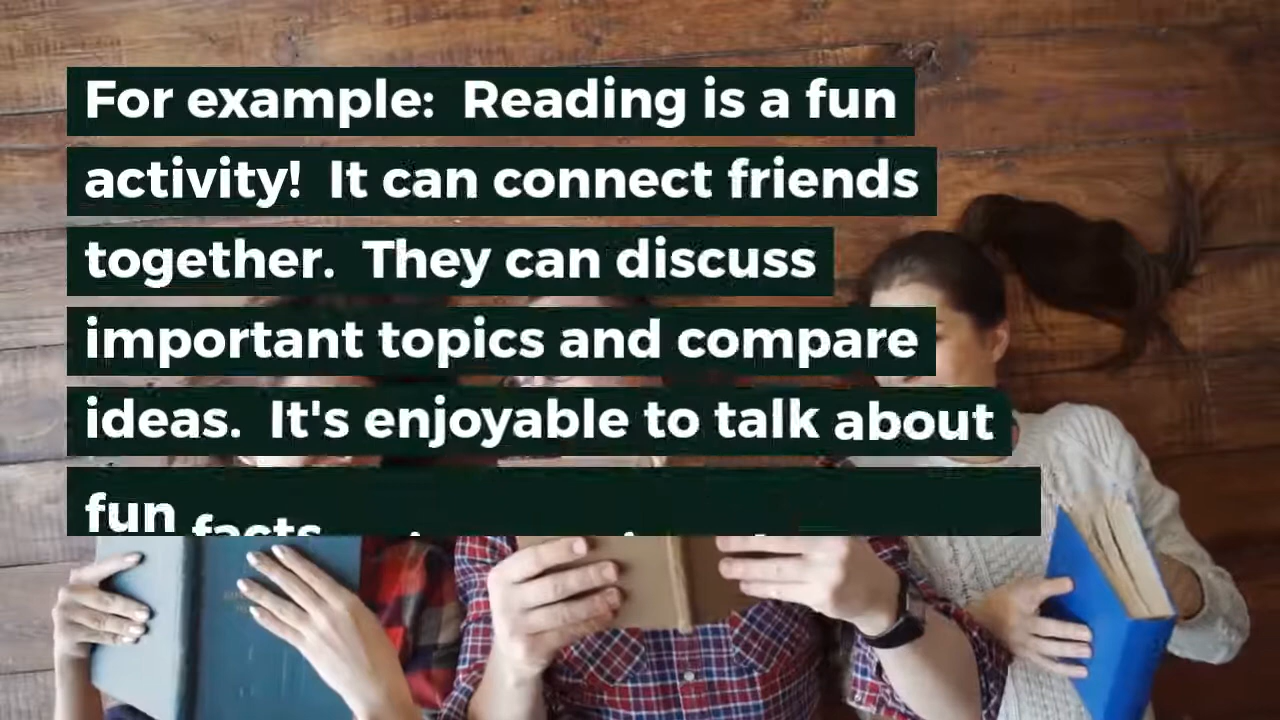 For example:  Reading is a fun
activity!  It can connect friends
together.  They can discuss
important topics and compare
ideas.  It's enjoyable to talk about
fun facts